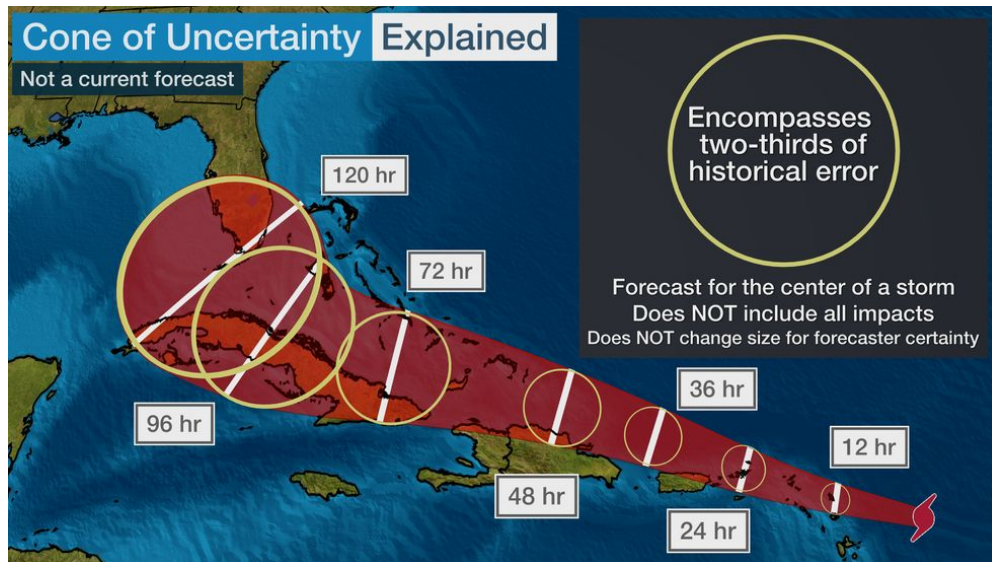 Cone of Uncertainty Explained
Not a current forecast
Encompasses
two-thirds of
historical error
Forecast for the center of a storm
Does NOT include all impacts
Does NOT change size for forecaster certainty
120 hr
72 hr
36 hr
12 hr
96 hr
48 hr
24 hr